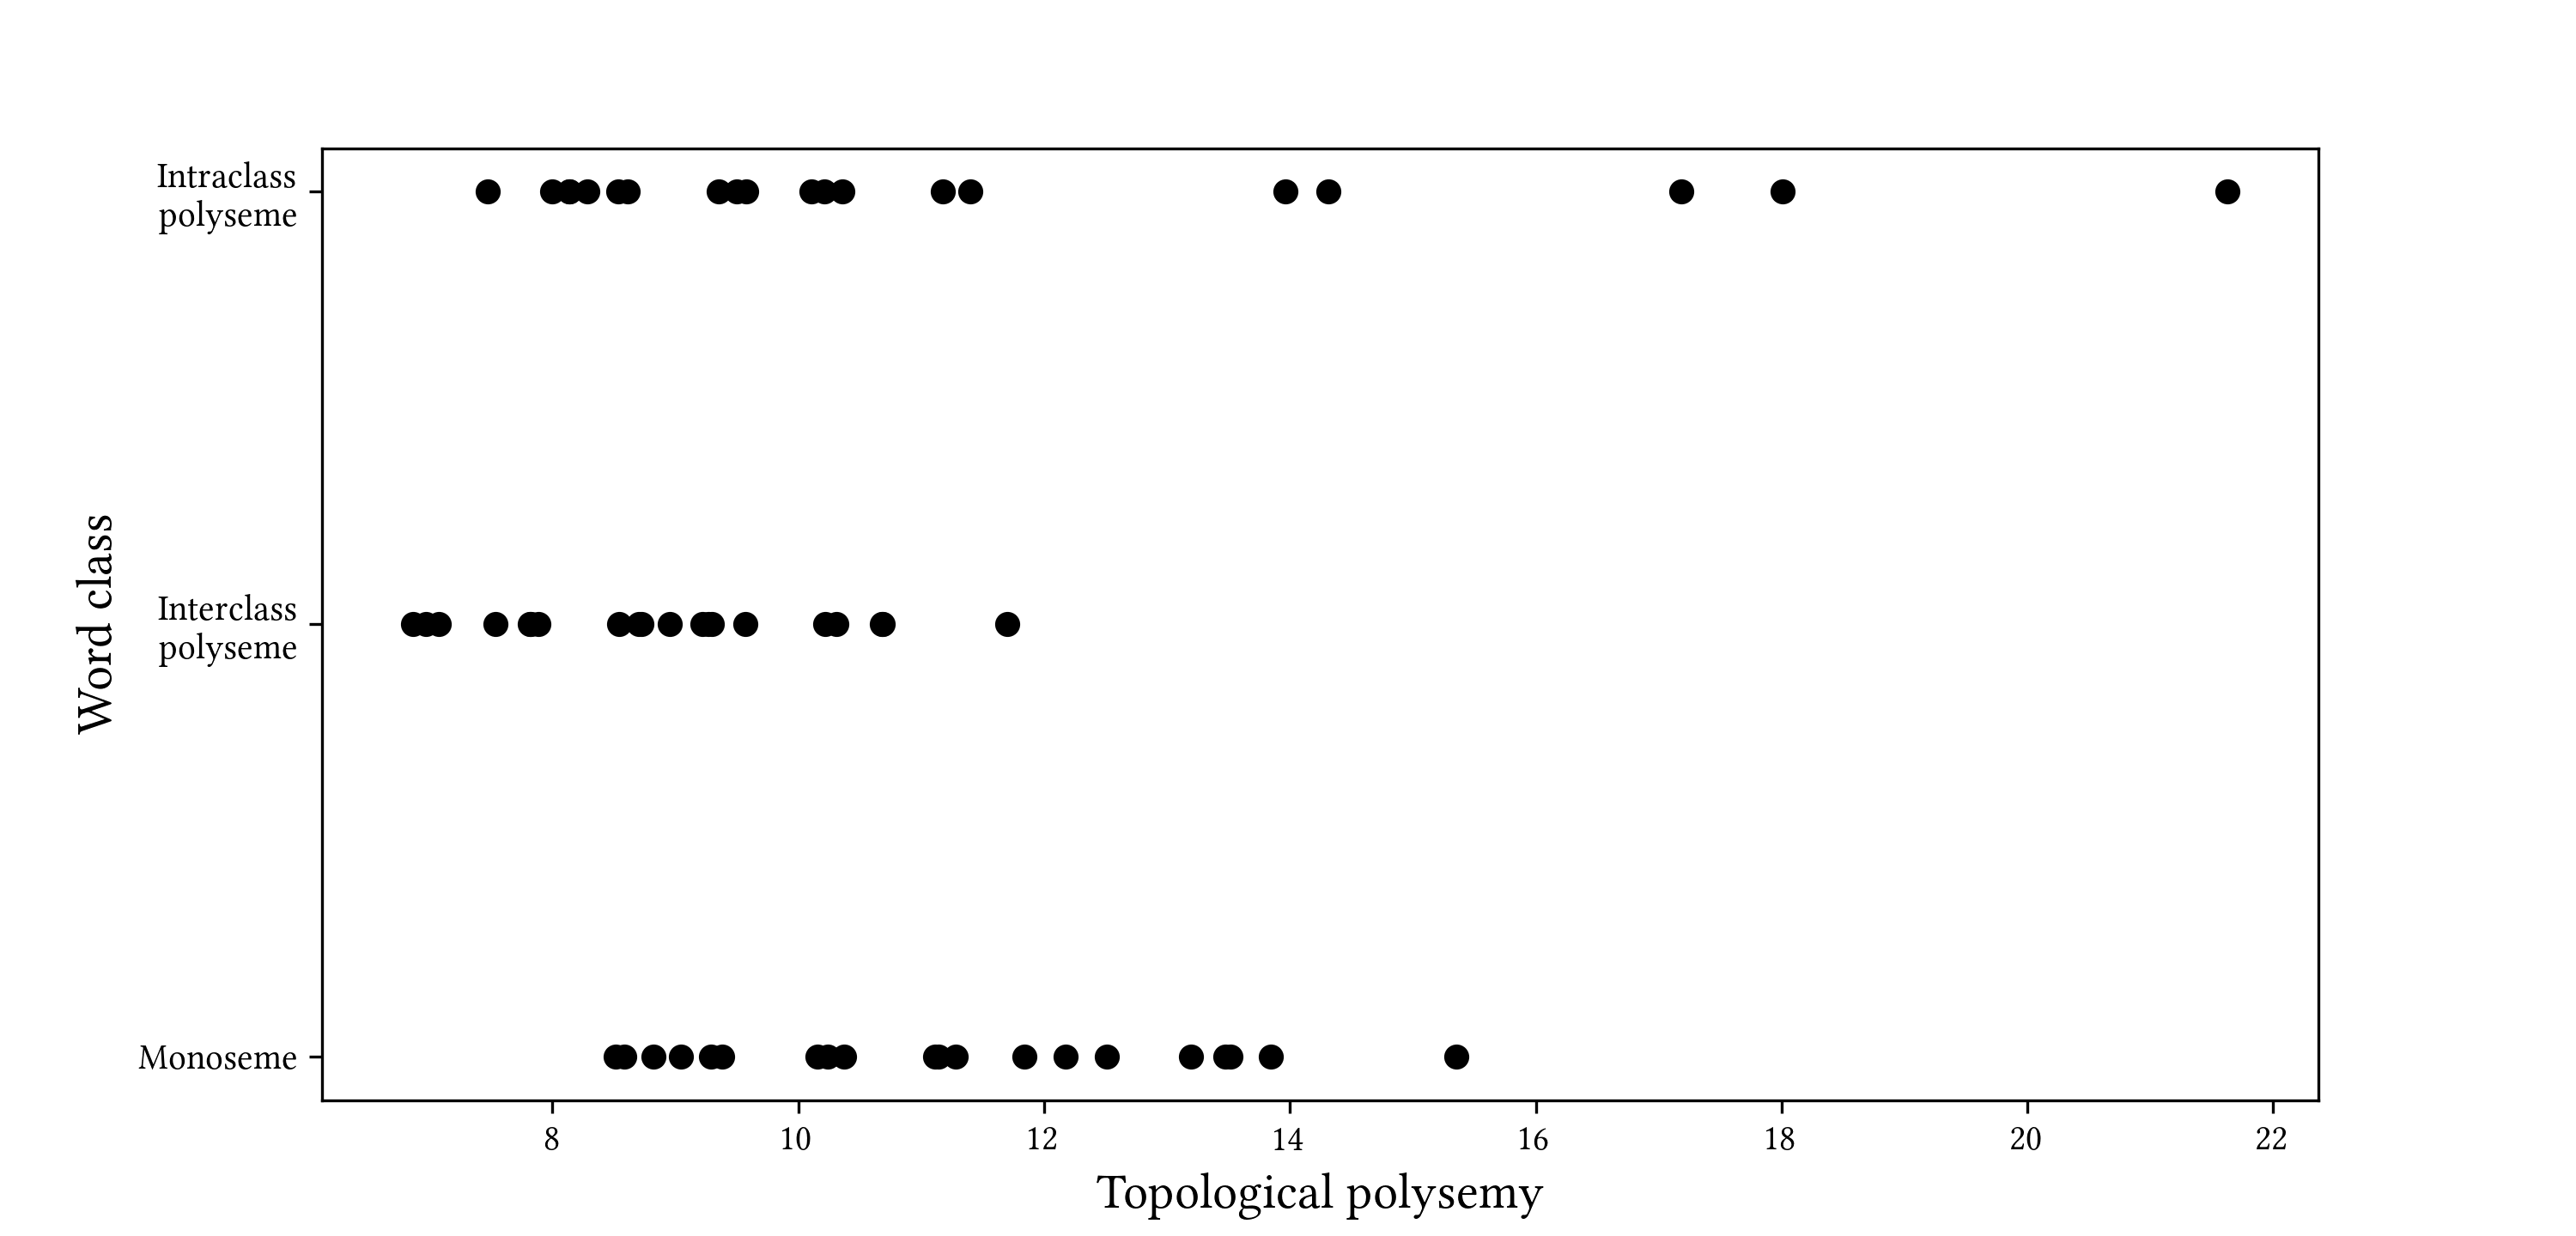 Intraclass
polyseme
Word class
Interclass
polyseme
Monoseme
8 10 12 14 16 18 20 22
Topological polysemy